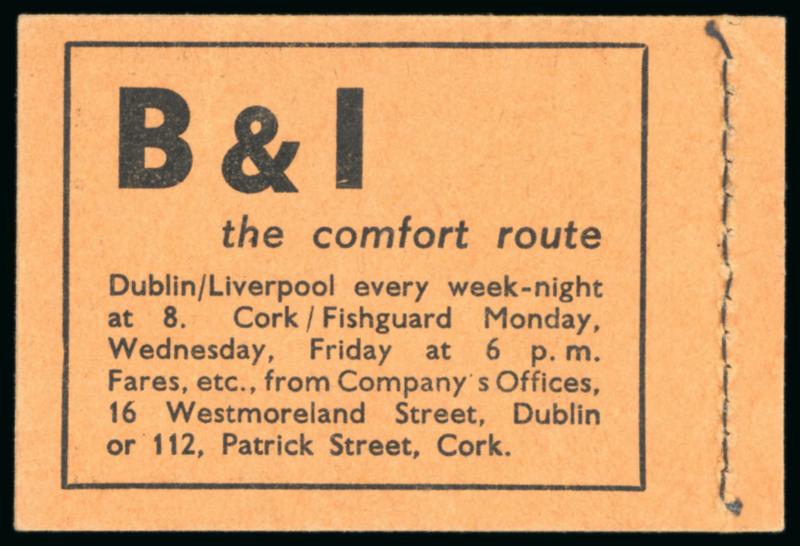 B & I
the comfort route
Dublin/Liverpool every week-night
at 8. Cork/Fishguard Monday,
Wednesday, Friday at 6 p.m.
Fares, etc., from Company's Offices,
16 Westmoreland Street, Dublin
or 112, Patrick Street, Cork.